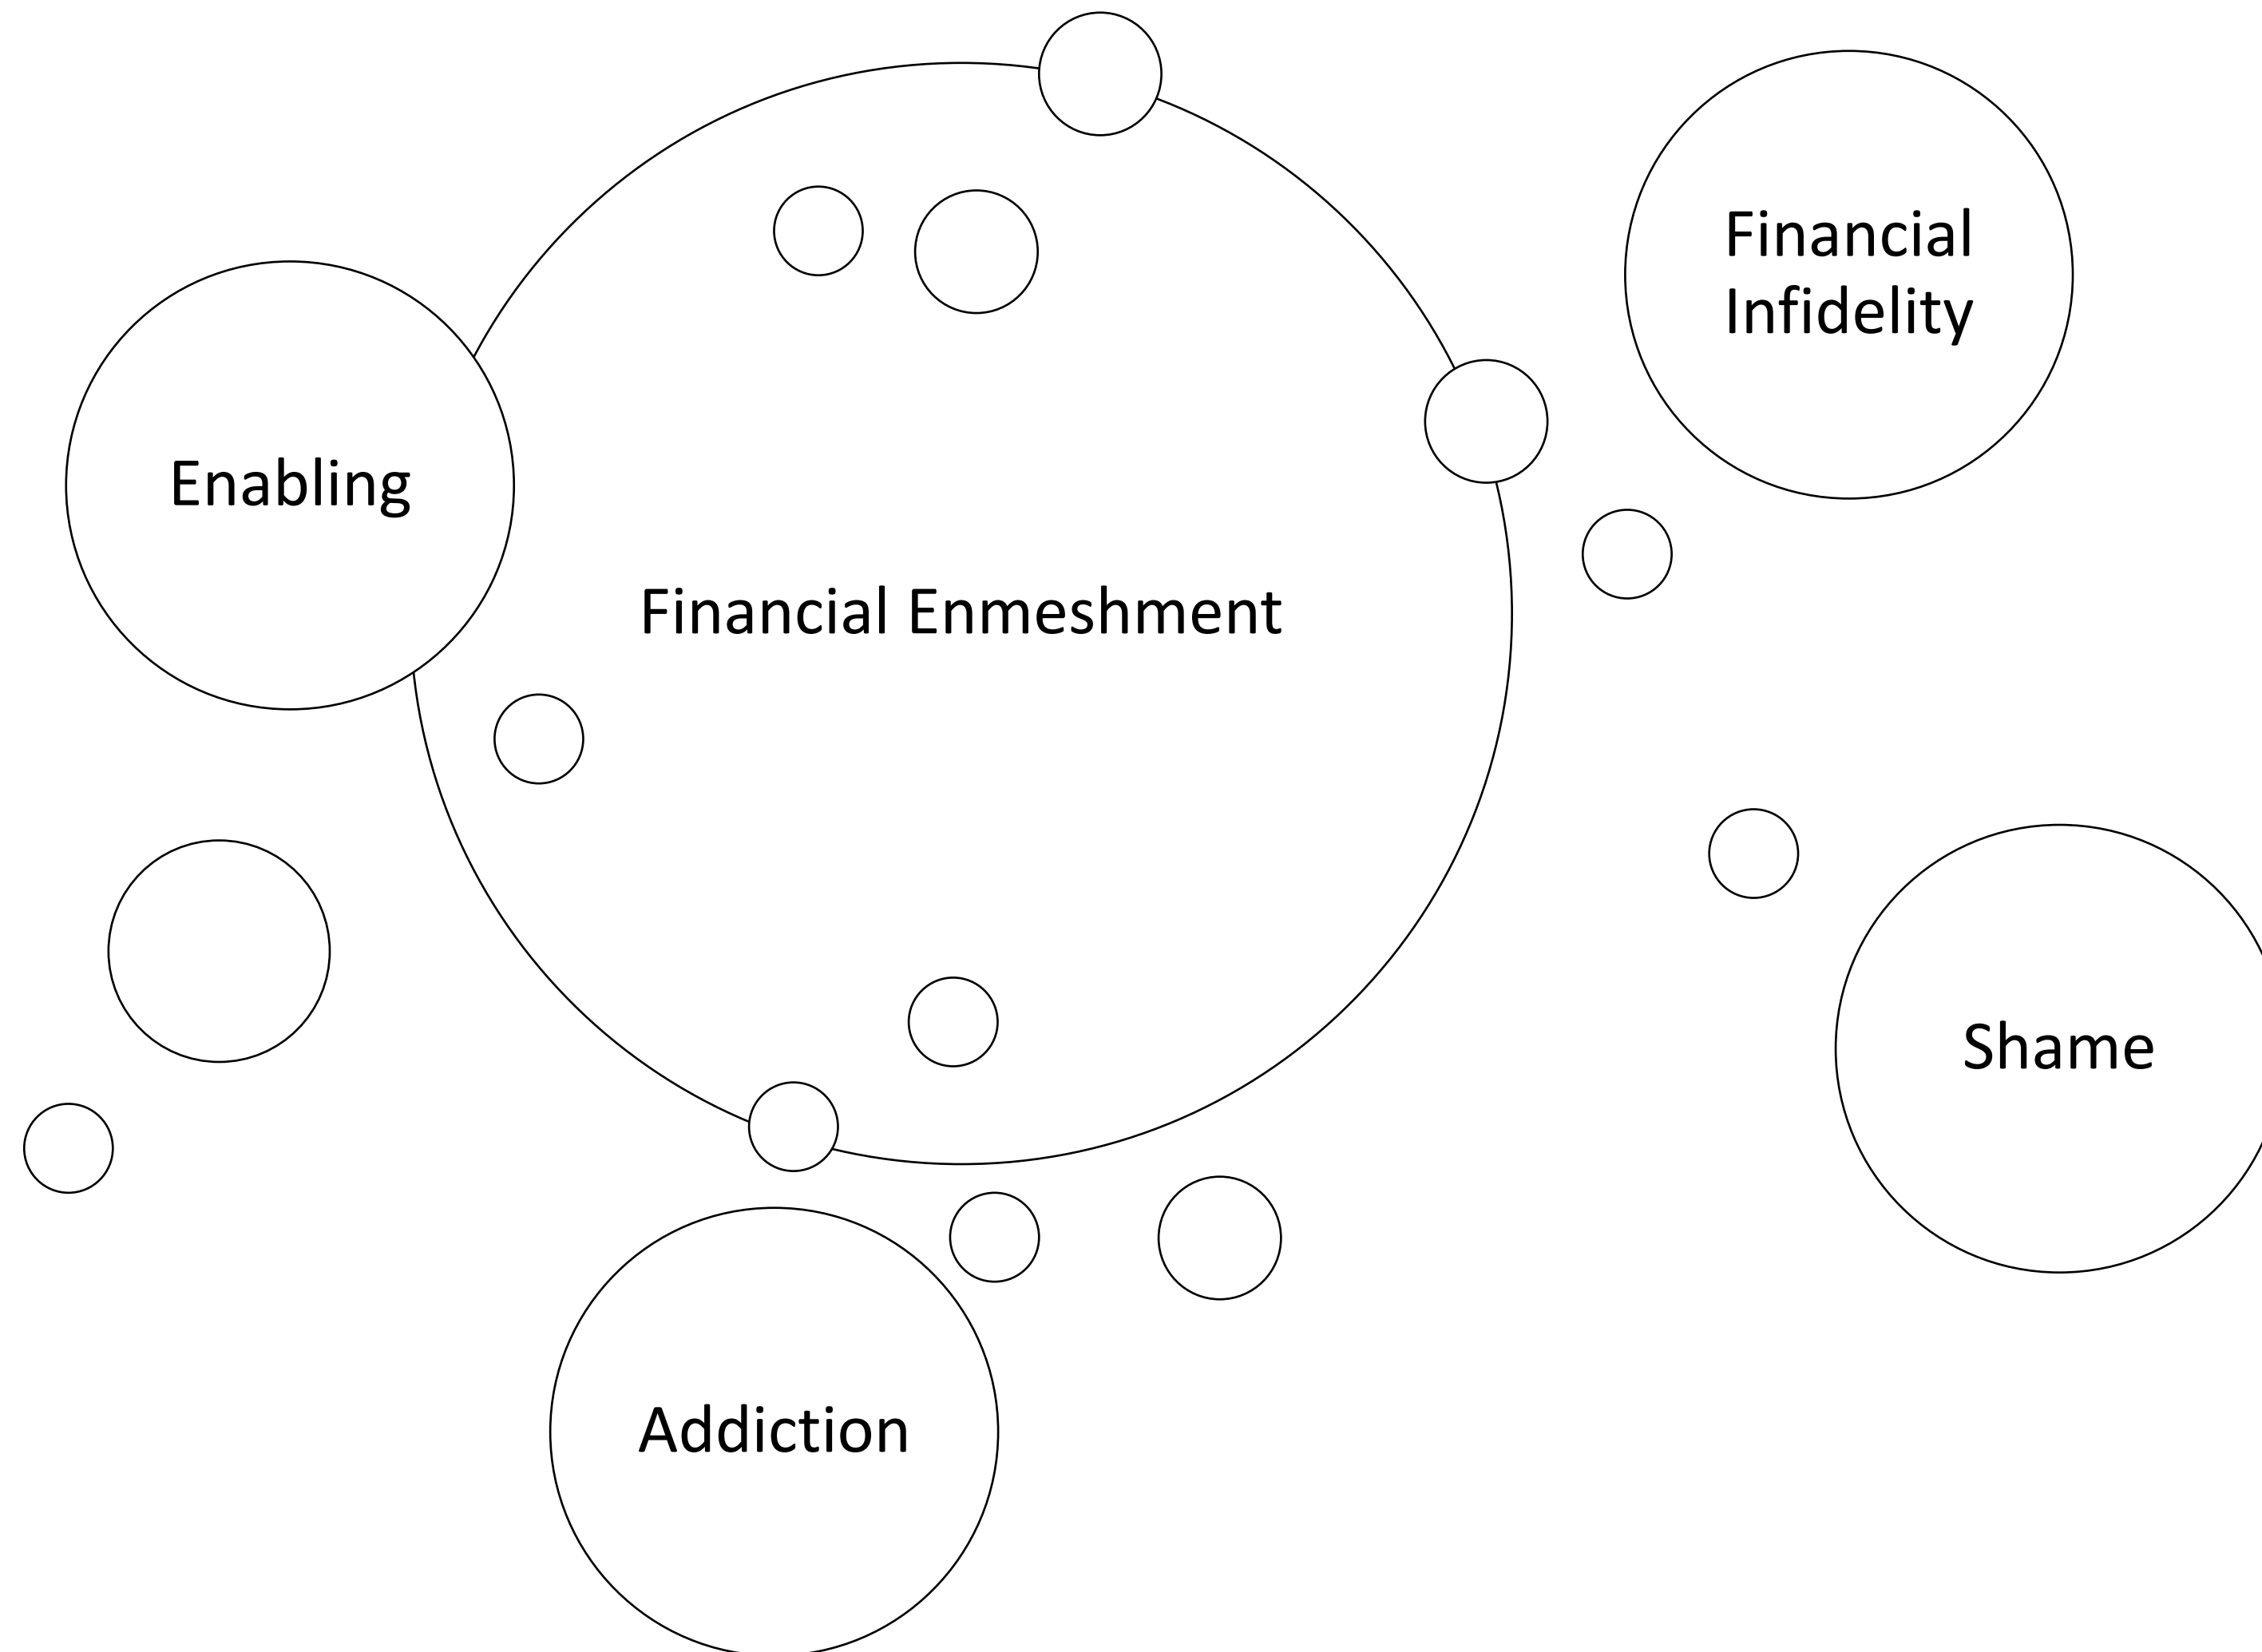 Financial
Infidelity
Enabling
Financial Enmeshment
Shame
Addiction